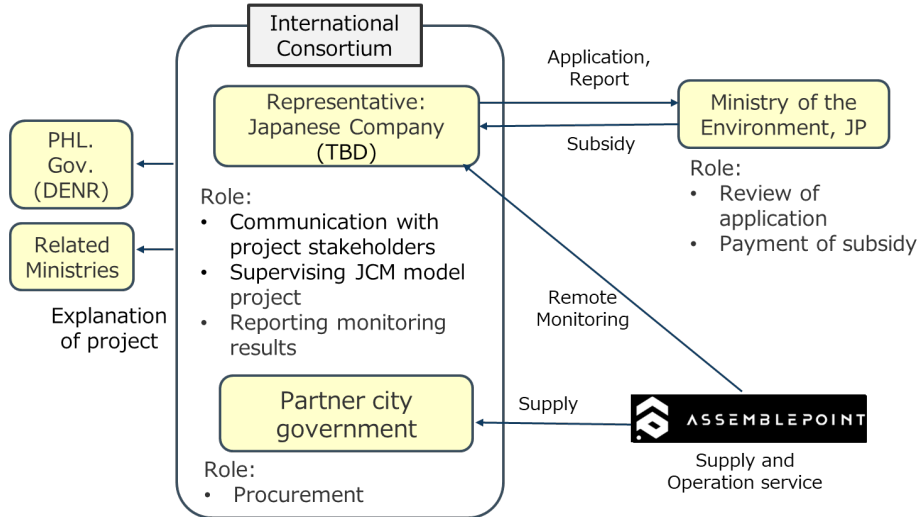 International
Consortium
Application,
Report
Representative:
Japanese Company
(TBD)
Ministry of the
Environment, JP
Subsidy
PHL.
Gov.
(DENR)
Related
Ministries
Explanation
of project
Role:
• Communication with
project stakeholders
• Supervising JCM model
project
• Reporting monitoring
results
Role:
• Review of
application
• Payment of subsidy
Remote
Monitoring
Partner city
government
Supply
ASSEMBLEPOINT
Supply and
Operation service
Role:
• Procurement